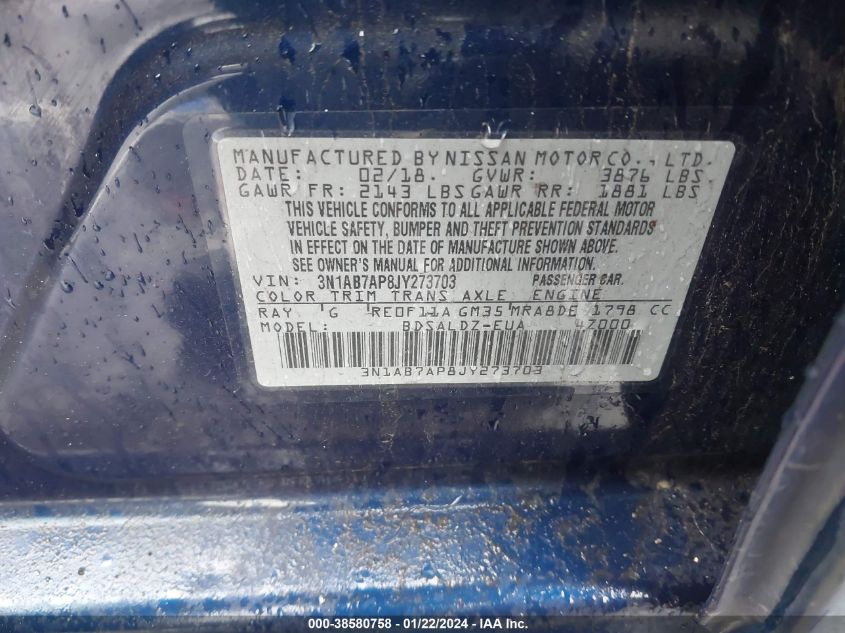 MANUFACTURED BY NISSAN MOTOR CO., LTD.
DATE: 02/18. GVWR: 3876 LBS
GAWR FR: 2143 LBS GAWR RR: 1881 LBS
THIS VEHICLE CONFORMS TO ALL APPLICABLE FEDERAL MOTOR
VEHICLE SAFETY, BUMPER AND THEFT PREVENTION STANDARDS
IN EFFECT ON THE DATE OF MANUFACTURE SHOWN ABOVE.
SEE OWNER'S MANUAL FOR ADDITIONAL INFORMATION.
VIN: 3N1AB7AP8JY273703 PASSENGER CAR.
COLOR TRIM TRANS AXLE ENGINE
RAY G RE0F11A GM35 MRA8DE 1798 CC
MODEL: BDSALDZ-EUA 4Z000
3N1AB7AP8JY273703
000-38580758 - 01/22/2024 - IAA Inc.